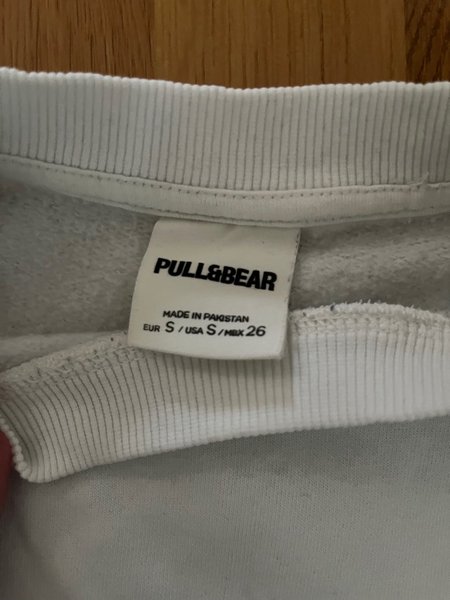 PULL&BEAR
MADE IN PAKISTAN
EUR S / USA S / MEX 26